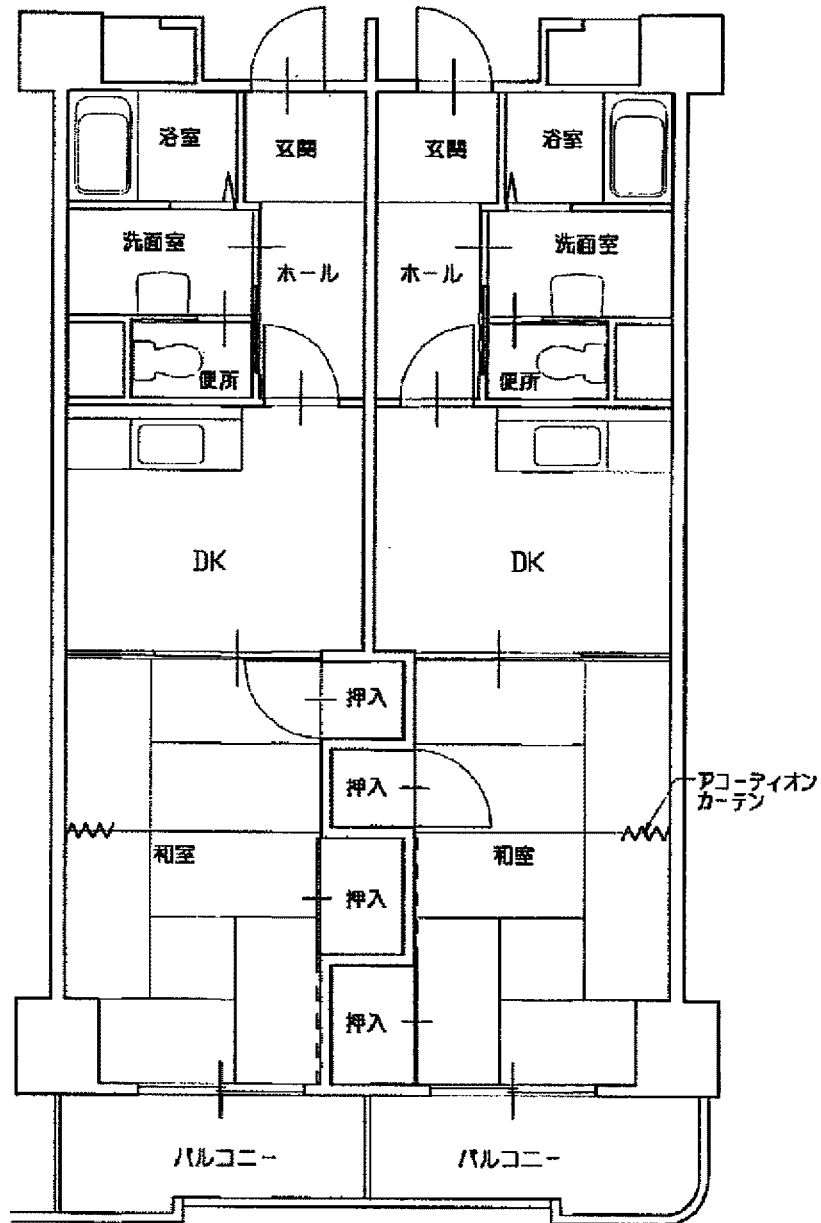 浴室
玄関
玄関
浴室
洗面室
ホール
ホール
洗面室
便所
便所
DK
DK
押入
押入
アコーディオン
カーテン
和室
和室
押入
押入
バルコニー
バルコニー